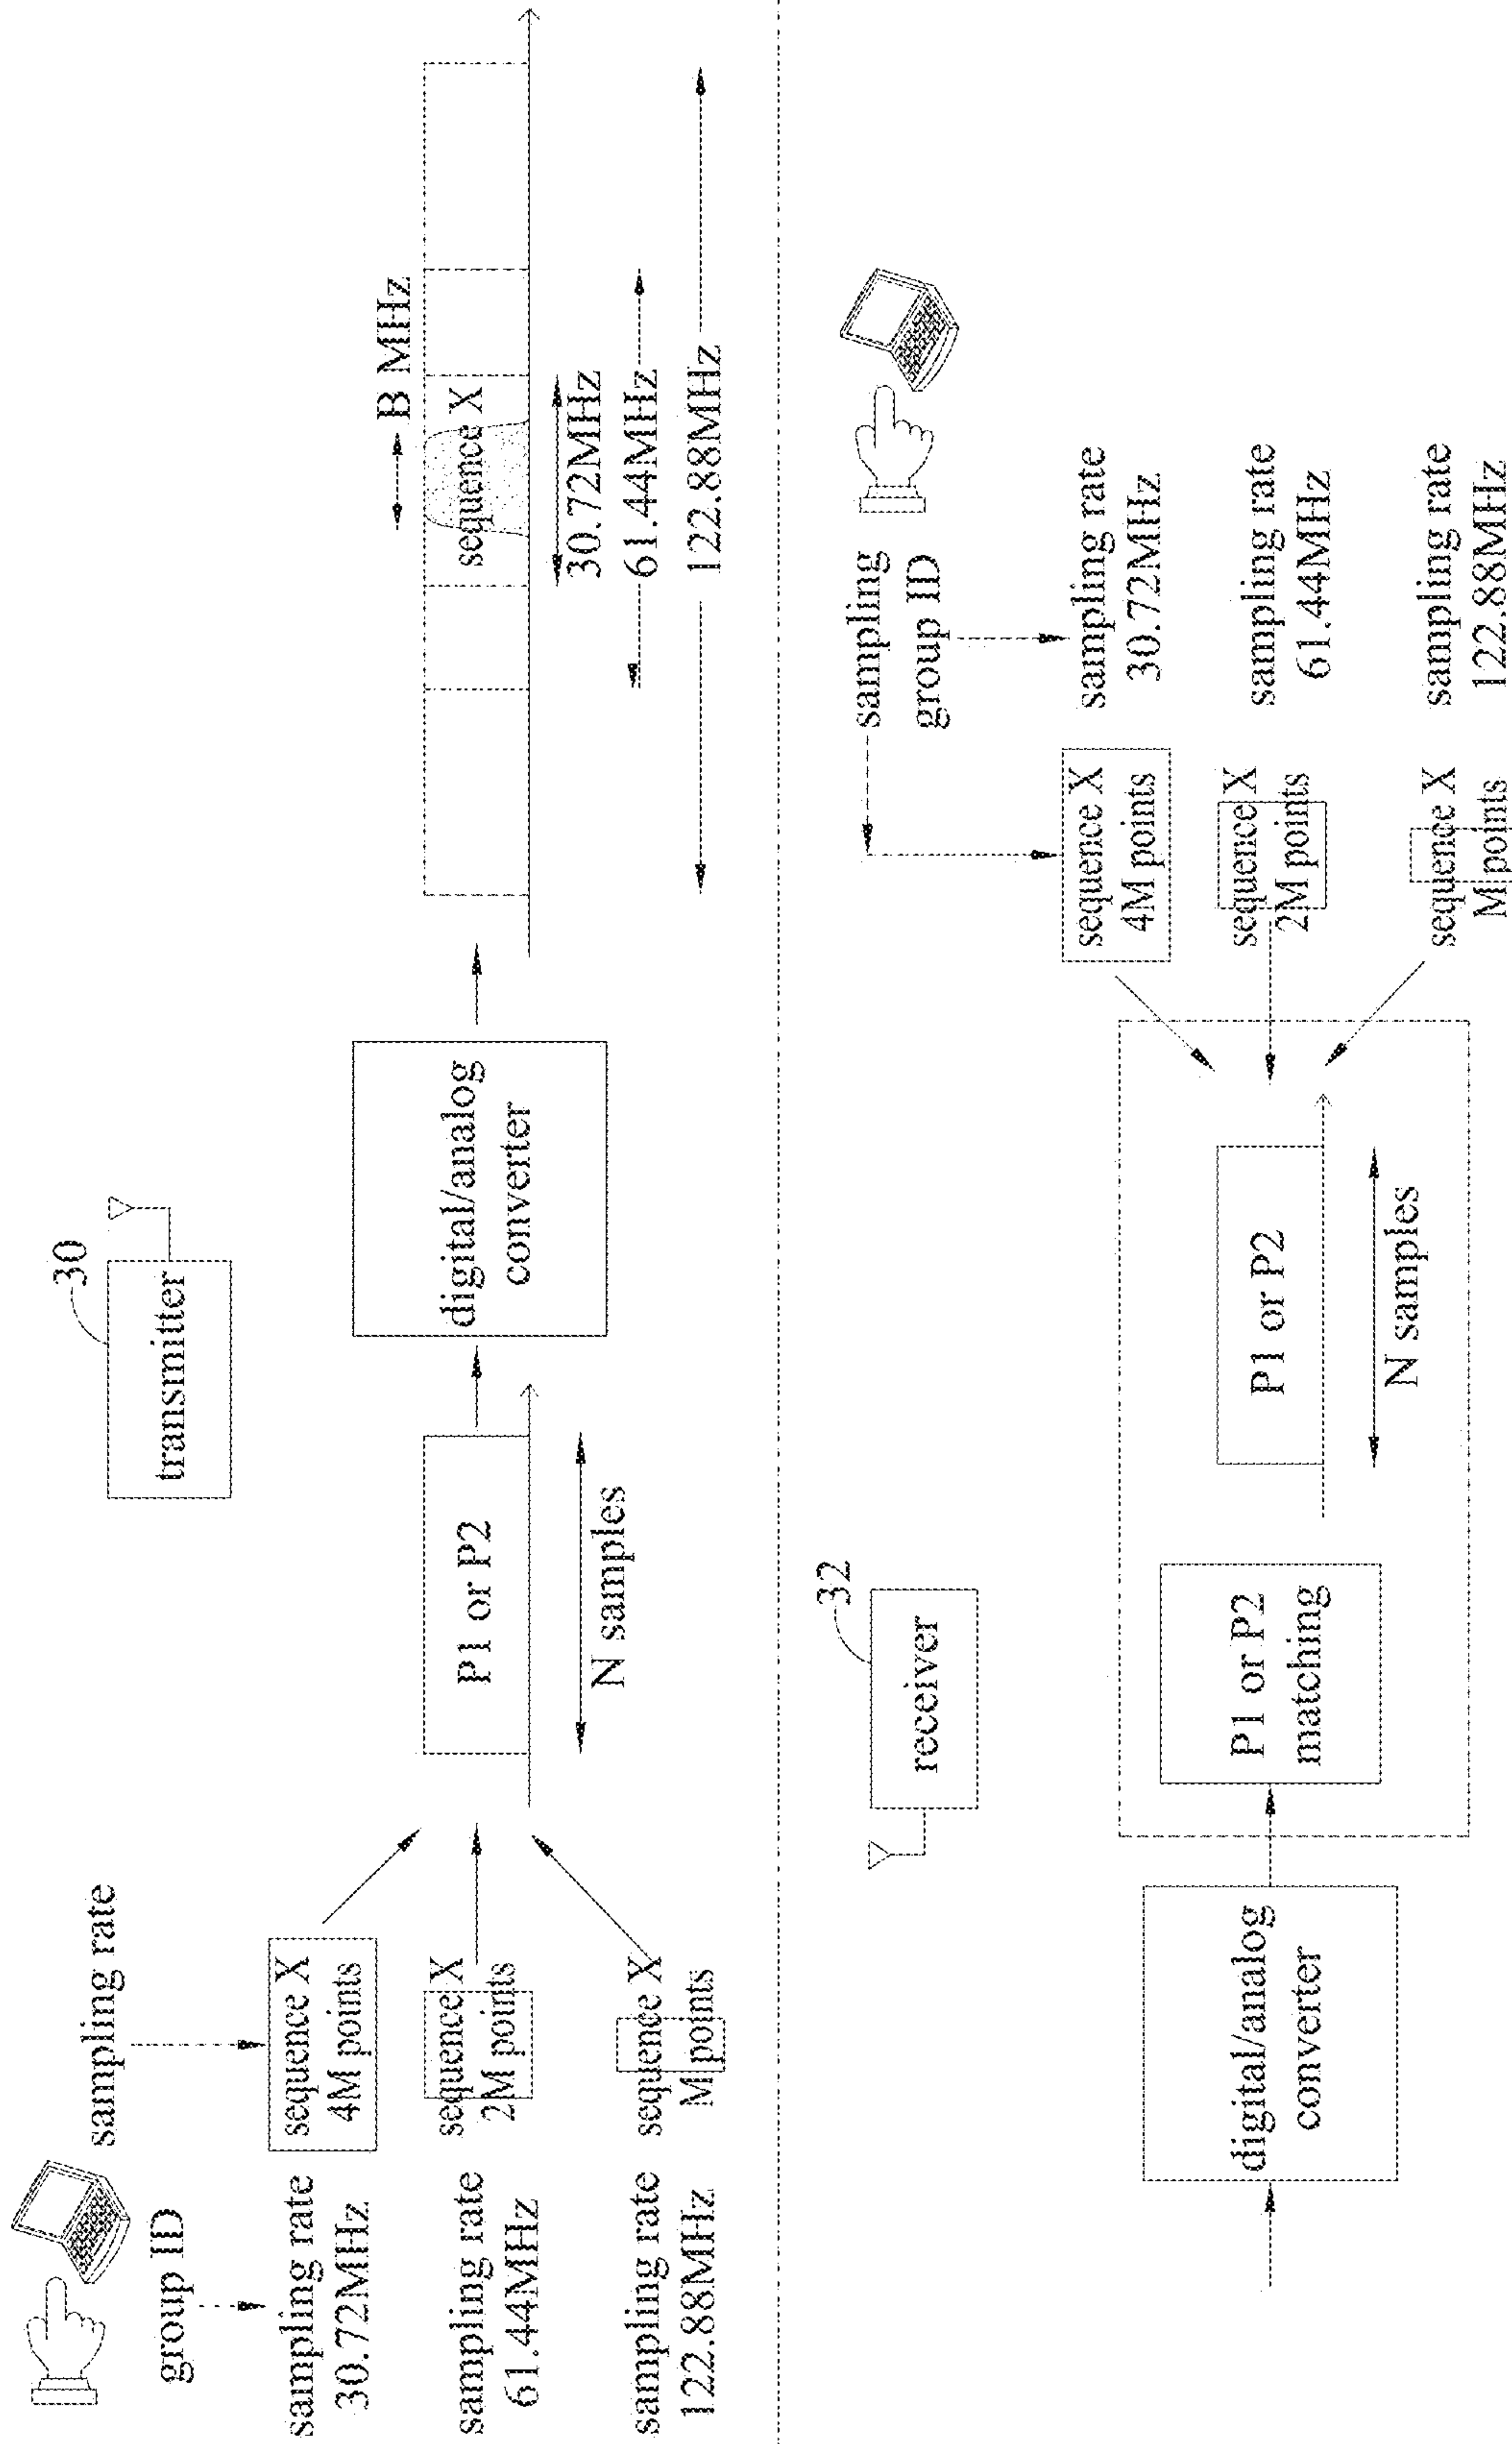 30
transmitter
group ID
sampling rate
sampling rate
30.72MHz
sequence X
4M points
sampling rate
61.44MHz
sequence X
2M points
sampling rate
122.88MHz
sequence X
M points
P1 or P2
N samples
digital/analog
converter
B MHz
sequence X
30.72MHz
61.44MHz
122.88MHz
32
receiver
digital/analog
converter
P1 or P2
matching
P1 or P2
N samples
sampling
group ID
sequence X
4M points
sampling rate
30.72MHz
sequence X
2M points
sampling rate
61.44MHz
sequence X
M points
sampling rate
122.88MHz